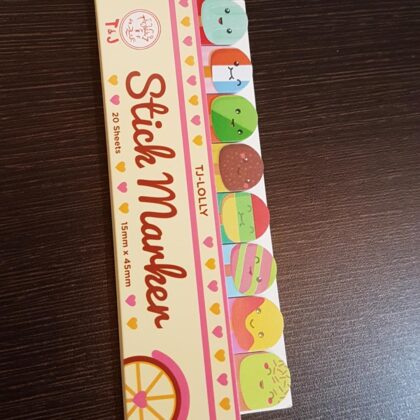 T&J
Stick Marker
20 Sheets
15mm x 45mm
TJ-LOLLY